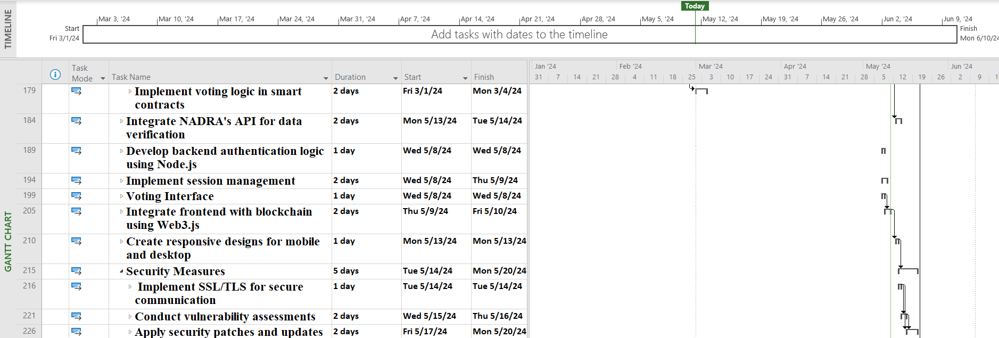 TIMELINE
Today
Mar 3, '24 Mar 10, '24 Mar 17, '24 Mar 24, '24 Mar 31, '24 Apr 7, '24 Apr 14, '24 Apr 21, '24 Apr 28, '24 May 5, '24 May 12, '24 May 19, '24 May 26, '24 Jun 2, '24 Jun 9, '24
Start
Fri 3/1/24
Add tasks with dates to the timeline
Finish
Mon 6/10/24
GANTT CHART
Task Mode Task Name Duration Start Finish
Jan '24 Feb '24 Mar '24 Apr '24 May '24 Jun '24
31 7 14 21 28 4 11 18 25 3 10 17 24 31 7 14 21 28 5 12 19 26 2 9
179 Implement voting logic in smart 2 days Fri 3/1/24 Mon 3/4/24
contracts
184 Integrate NADRA's API for data 2 days Mon 5/13/24 Tue 5/14/24
verification
189 Develop backend authentication logic 1 day Wed 5/8/24 Wed 5/8/24
using Node.js
194 Implement session management 2 days Wed 5/8/24 Thu 5/9/24
199 Voting Interface 1 day Wed 5/8/24 Wed 5/8/24
205 Integrate frontend with blockchain 2 days Thu 5/9/24 Fri 5/10/24
using Web3.js
210 Create responsive designs for mobile 1 day Mon 5/13/24 Mon 5/13/24
and desktop
215 Security Measures 5 days Tue 5/14/24 Mon 5/20/24
216 Implement SSL/TLS for secure 1 day Tue 5/14/24 Tue 5/14/24
communication
221 Conduct vulnerability assessments 2 days Wed 5/15/24 Thu 5/16/24
226 Apply security patches and updates 2 days Fri 5/17/24 Mon 5/20/24